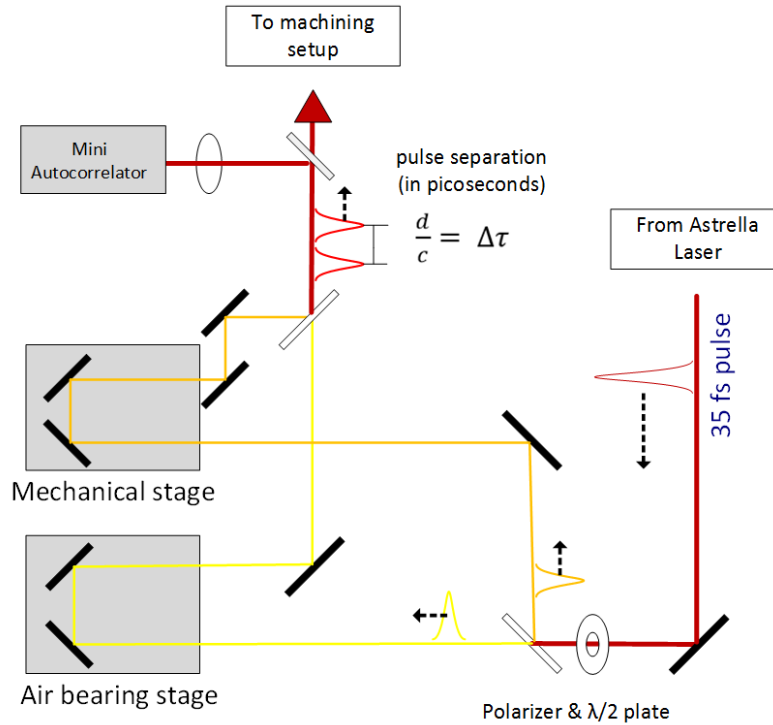 To machining
setup
Mini
Autocorrelator
pulse separation
(in picoseconds)
d/c = Δτ
From Astrella
Laser
35 fs pulse
Mechanical stage
Air bearing stage
Polarizer & λ/2 plate